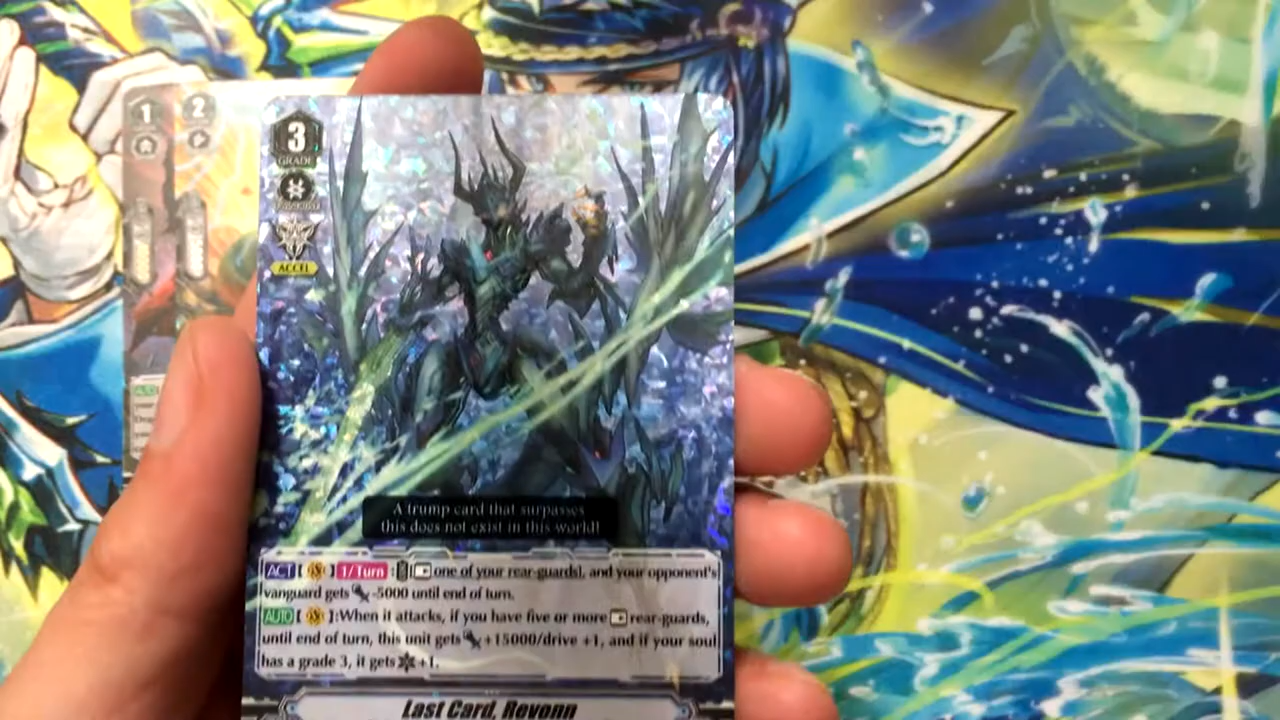 1
2
3
GRADE
ACCEL
A trump card that surpasses
this does not exist in this world!
ACT [ ] 1/Turn : [ one of your rear-guards], and your opponent's
vanguard gets -5000 until end of turn.
AUTO [ ]:When it attacks, if you have five or more rear-guards,
until end of turn, this unit gets +15000/drive +1, and if your soul
has a grade 3, it gets +1.
Last Card, Revonn